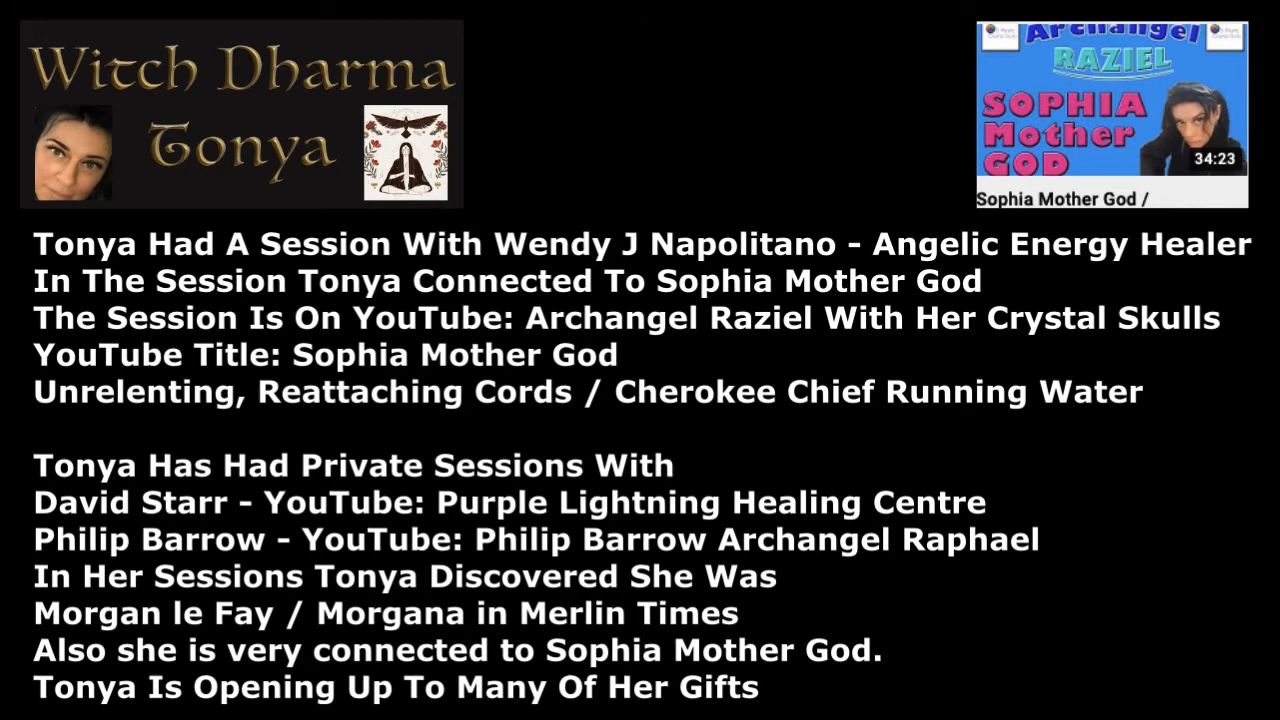 Witch Dharma
Tonya
Archangel
RAZIEL
SOPHIA
Mother
GOD
34:23
Sophia Mother God /
Tonya Had A Session With Wendy J Napolitano - Angelic Energy Healer
In The Session Tonya Connected To Sophia Mother God
The Session Is On YouTube: Archangel Raziel With Her Crystal Skulls
YouTube Title: Sophia Mother God
Unrelenting, Reattaching Cords / Cherokee Chief Running Water
Tonya Has Had Private Sessions With
David Starr - YouTube: Purple Lightning Healing Centre
Philip Barrow - YouTube: Philip Barrow Archangel Raphael
In Her Sessions Tonya Discovered She Was
Morgan le Fay / Morgana in Merlin Times
Also she is very connected to Sophia Mother God.
Tonya Is Opening Up To Many Of Her Gifts